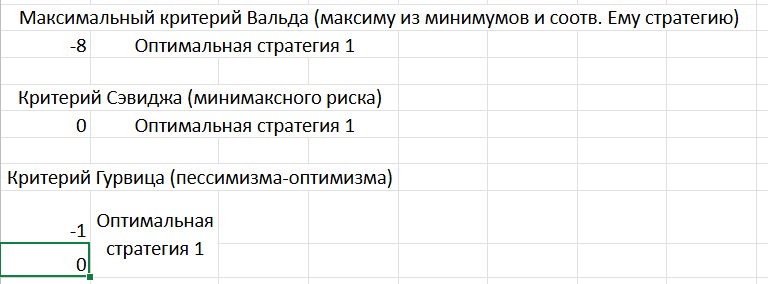 Максимальный критерий Вальда (максиму из минимумов и соотв. Ему стратегию)
-8 Оптимальная стратегия 1
Критерий Сэвиджа (минимаксного риска)
0 Оптимальная стратегия 1
Критерий Гурвица (пессимизма-оптимизма)
-1 Оптимальная
стратегия 1
0